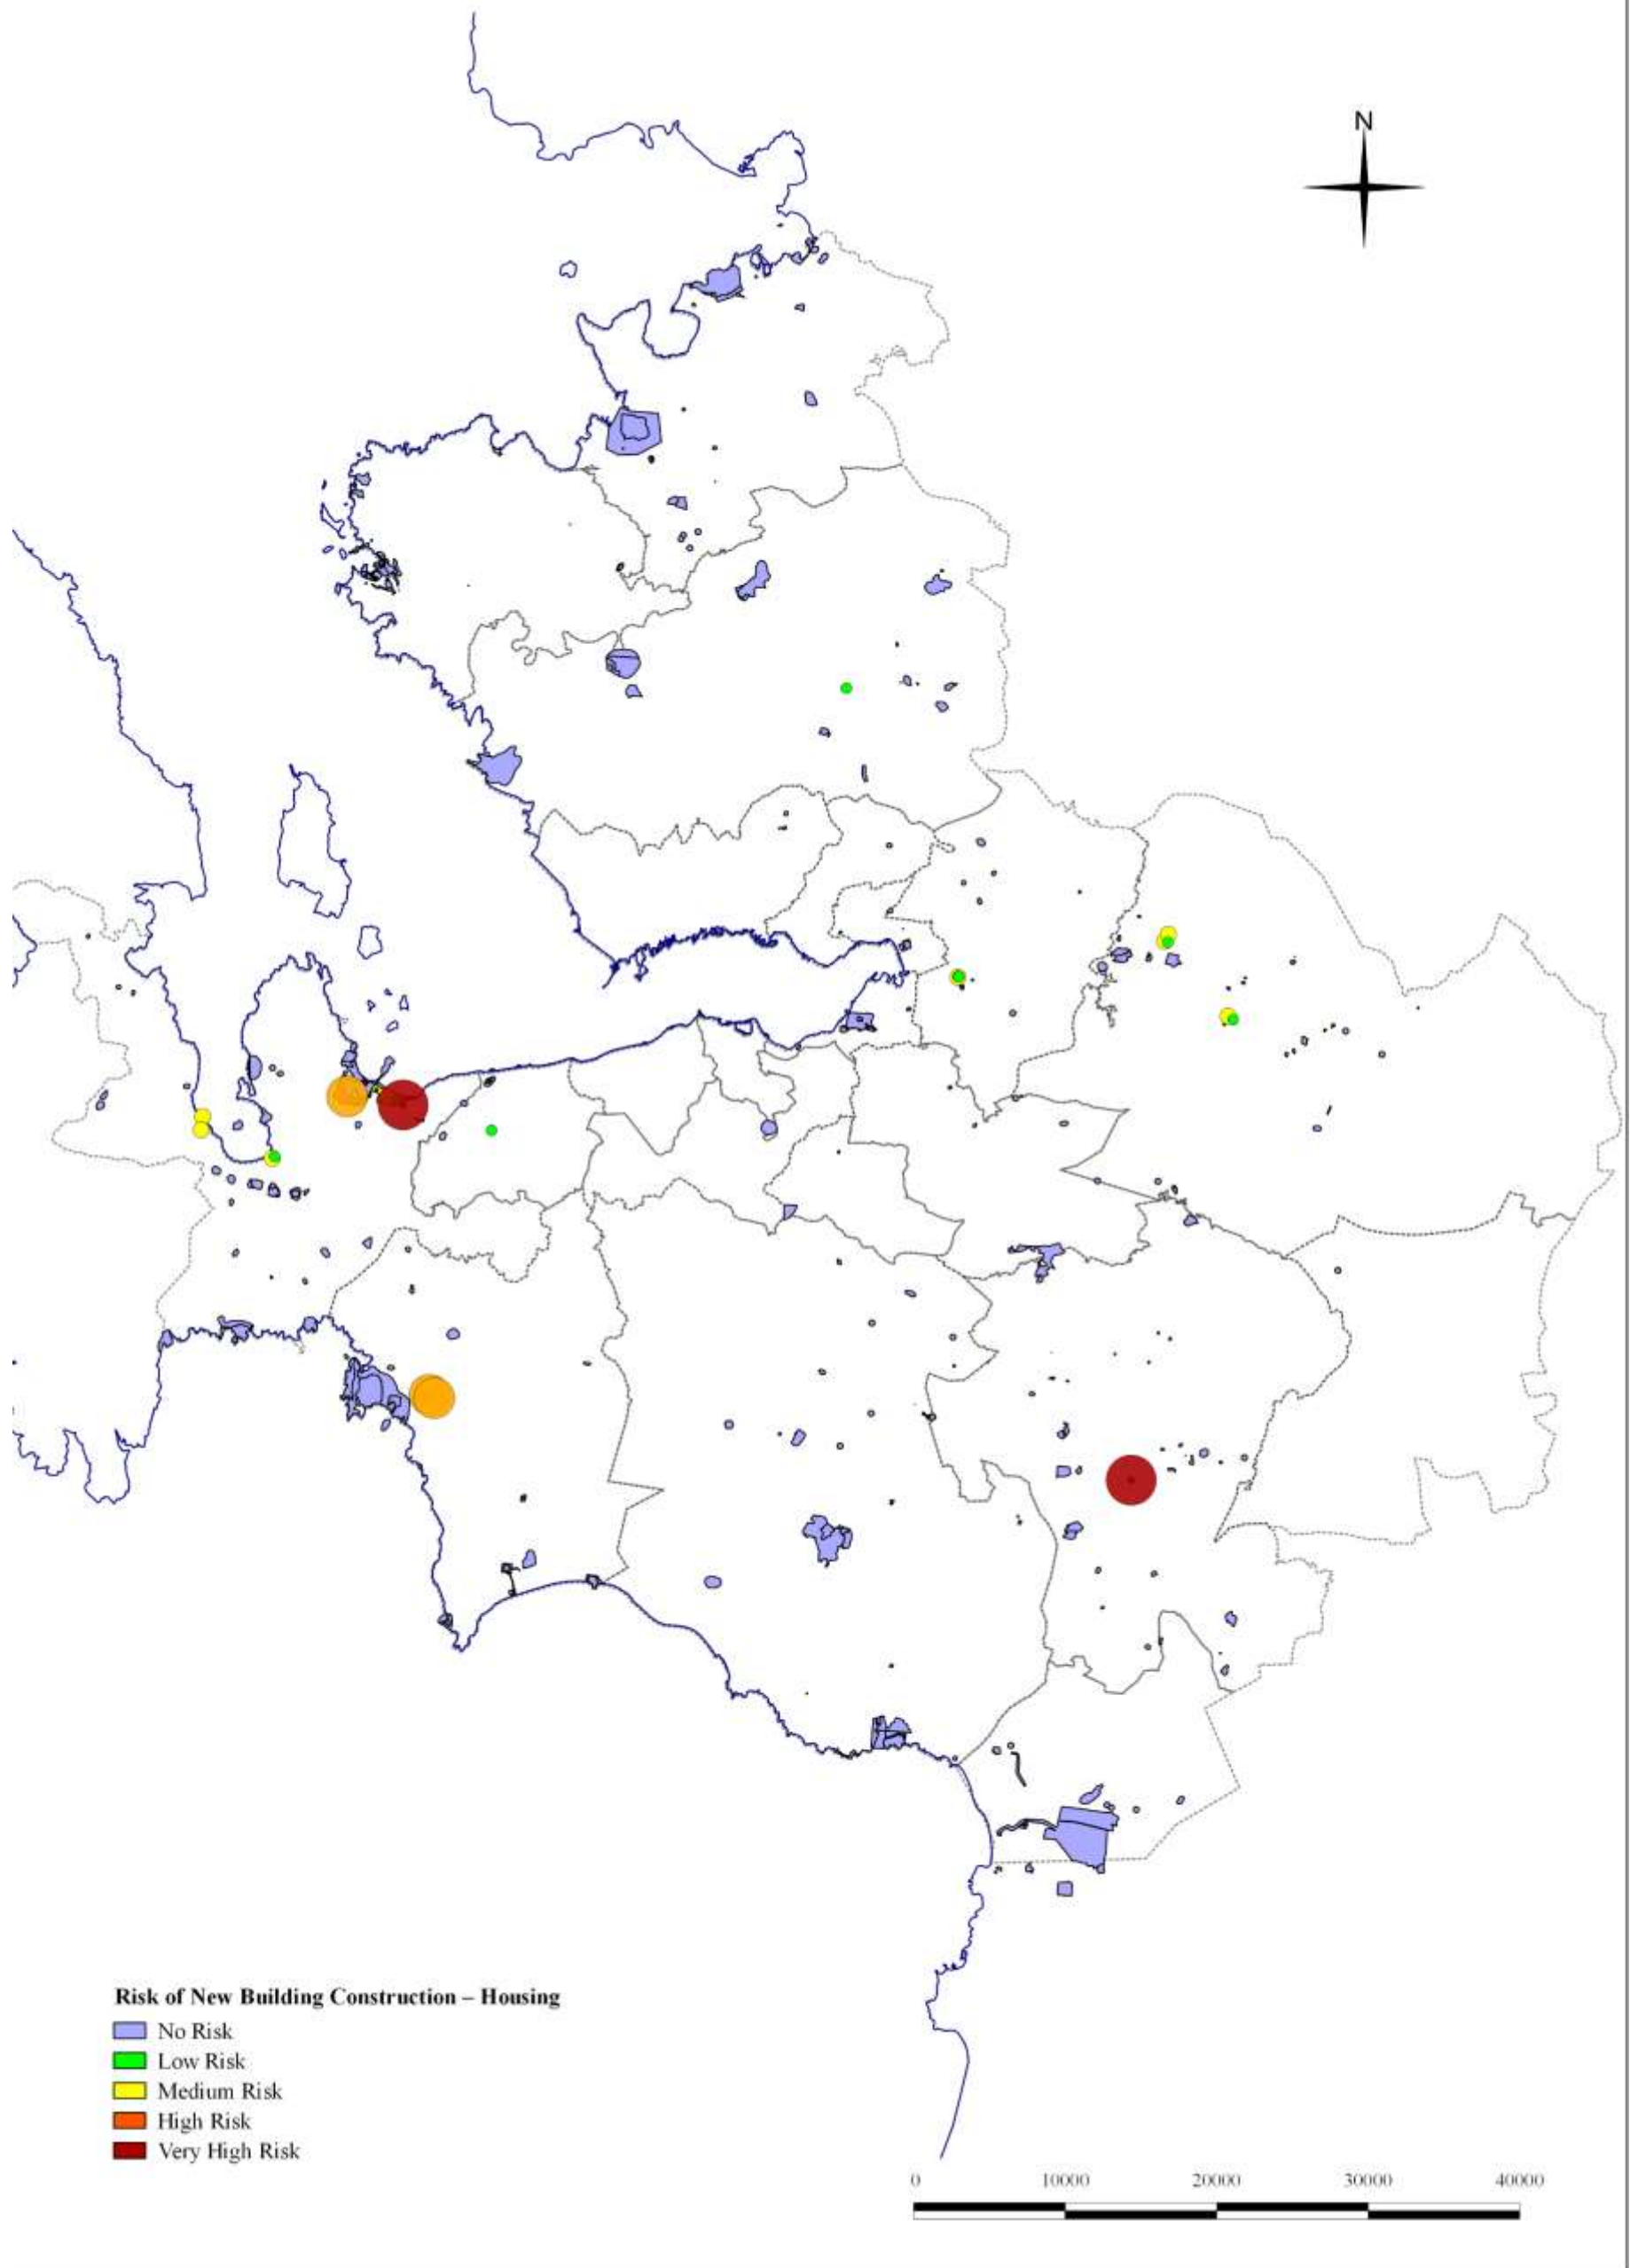 N
Risk of New Building Construction – Housing
No Risk
Low Risk
Medium Risk
High Risk
Very High Risk
0 10000 20000 30000 40000